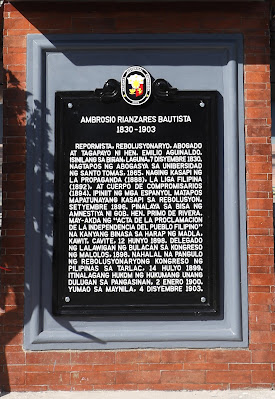 AMBROSIO RIANZARES BAUTISTA
1830-1903
REPORMISTA, REBOLUSYONARYO, ABOGADO
AT TAGAPAYO NI HEN. EMILIO AGUINALDO.
ISINILANG SA BIÑAN, LAGUNA, 7 DISYEMBRE 1830.
NAGTAPOS NG ABOGASYA SA UNIBERSIDAD
NG SANTO TOMAS, 1865. NAGING KASAPI NG
LA PROPAGANDA (1888), LA LIGA FILIPINA
(1892), AT CUERPO DE COMPROMISARIOS
(1894). IPINIIT NG MGA ESPANYOL MATAPOS
MAPATUNAYANG KASAPI SA REBOLUSYON,
SETYEMBRE 1896. PINALAYA SA BISA NG
AMNESTIYA NI GOB. HEN. PRIMO DE RIVERA.
MAY-AKDA NG "ACTA DE LA PROCLAMACION
DE LA INDEPENDENCIA DEL PUEBLO FILIPINO"
NA KANYANG BINASA SA HARAP NG MADLA,
KAWIT, CAVITE, 12 HUNYO 1898. DELEGADO
NG LALAWIGAN NG BULACAN SA KONGRESO
NG MALOLOS, 1898. NAHALAL NA PANGULO
NG REBOLUSYONARYONG KONGRESO NG
PILIPINAS SA TARLAC, 14 HULYO 1899.
ITINALAGANG HUKOM NG HUKUMANG UNANG
DULUGAN SA PANGASINAN, 2 ENERO 1900.
YUMAO SA MAYNILA, 4 DISYEMBRE 1903.